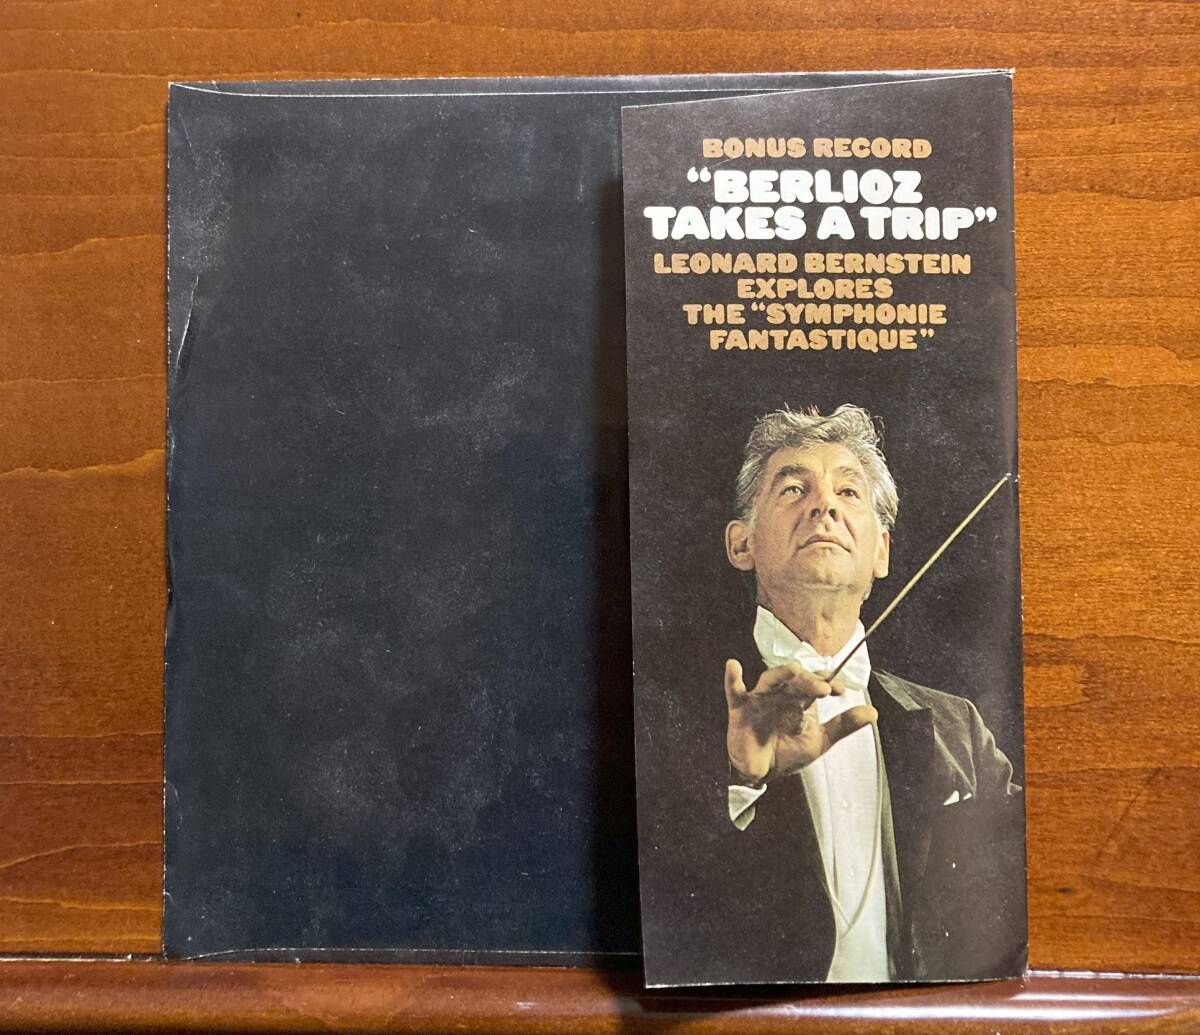 BONUS RECORD
“BERLIOZ
TAKES A TRIP”
LEONARD BERNSTEIN
EXPLORES
THE “SYMPHONIE
FANTASTIQUE”